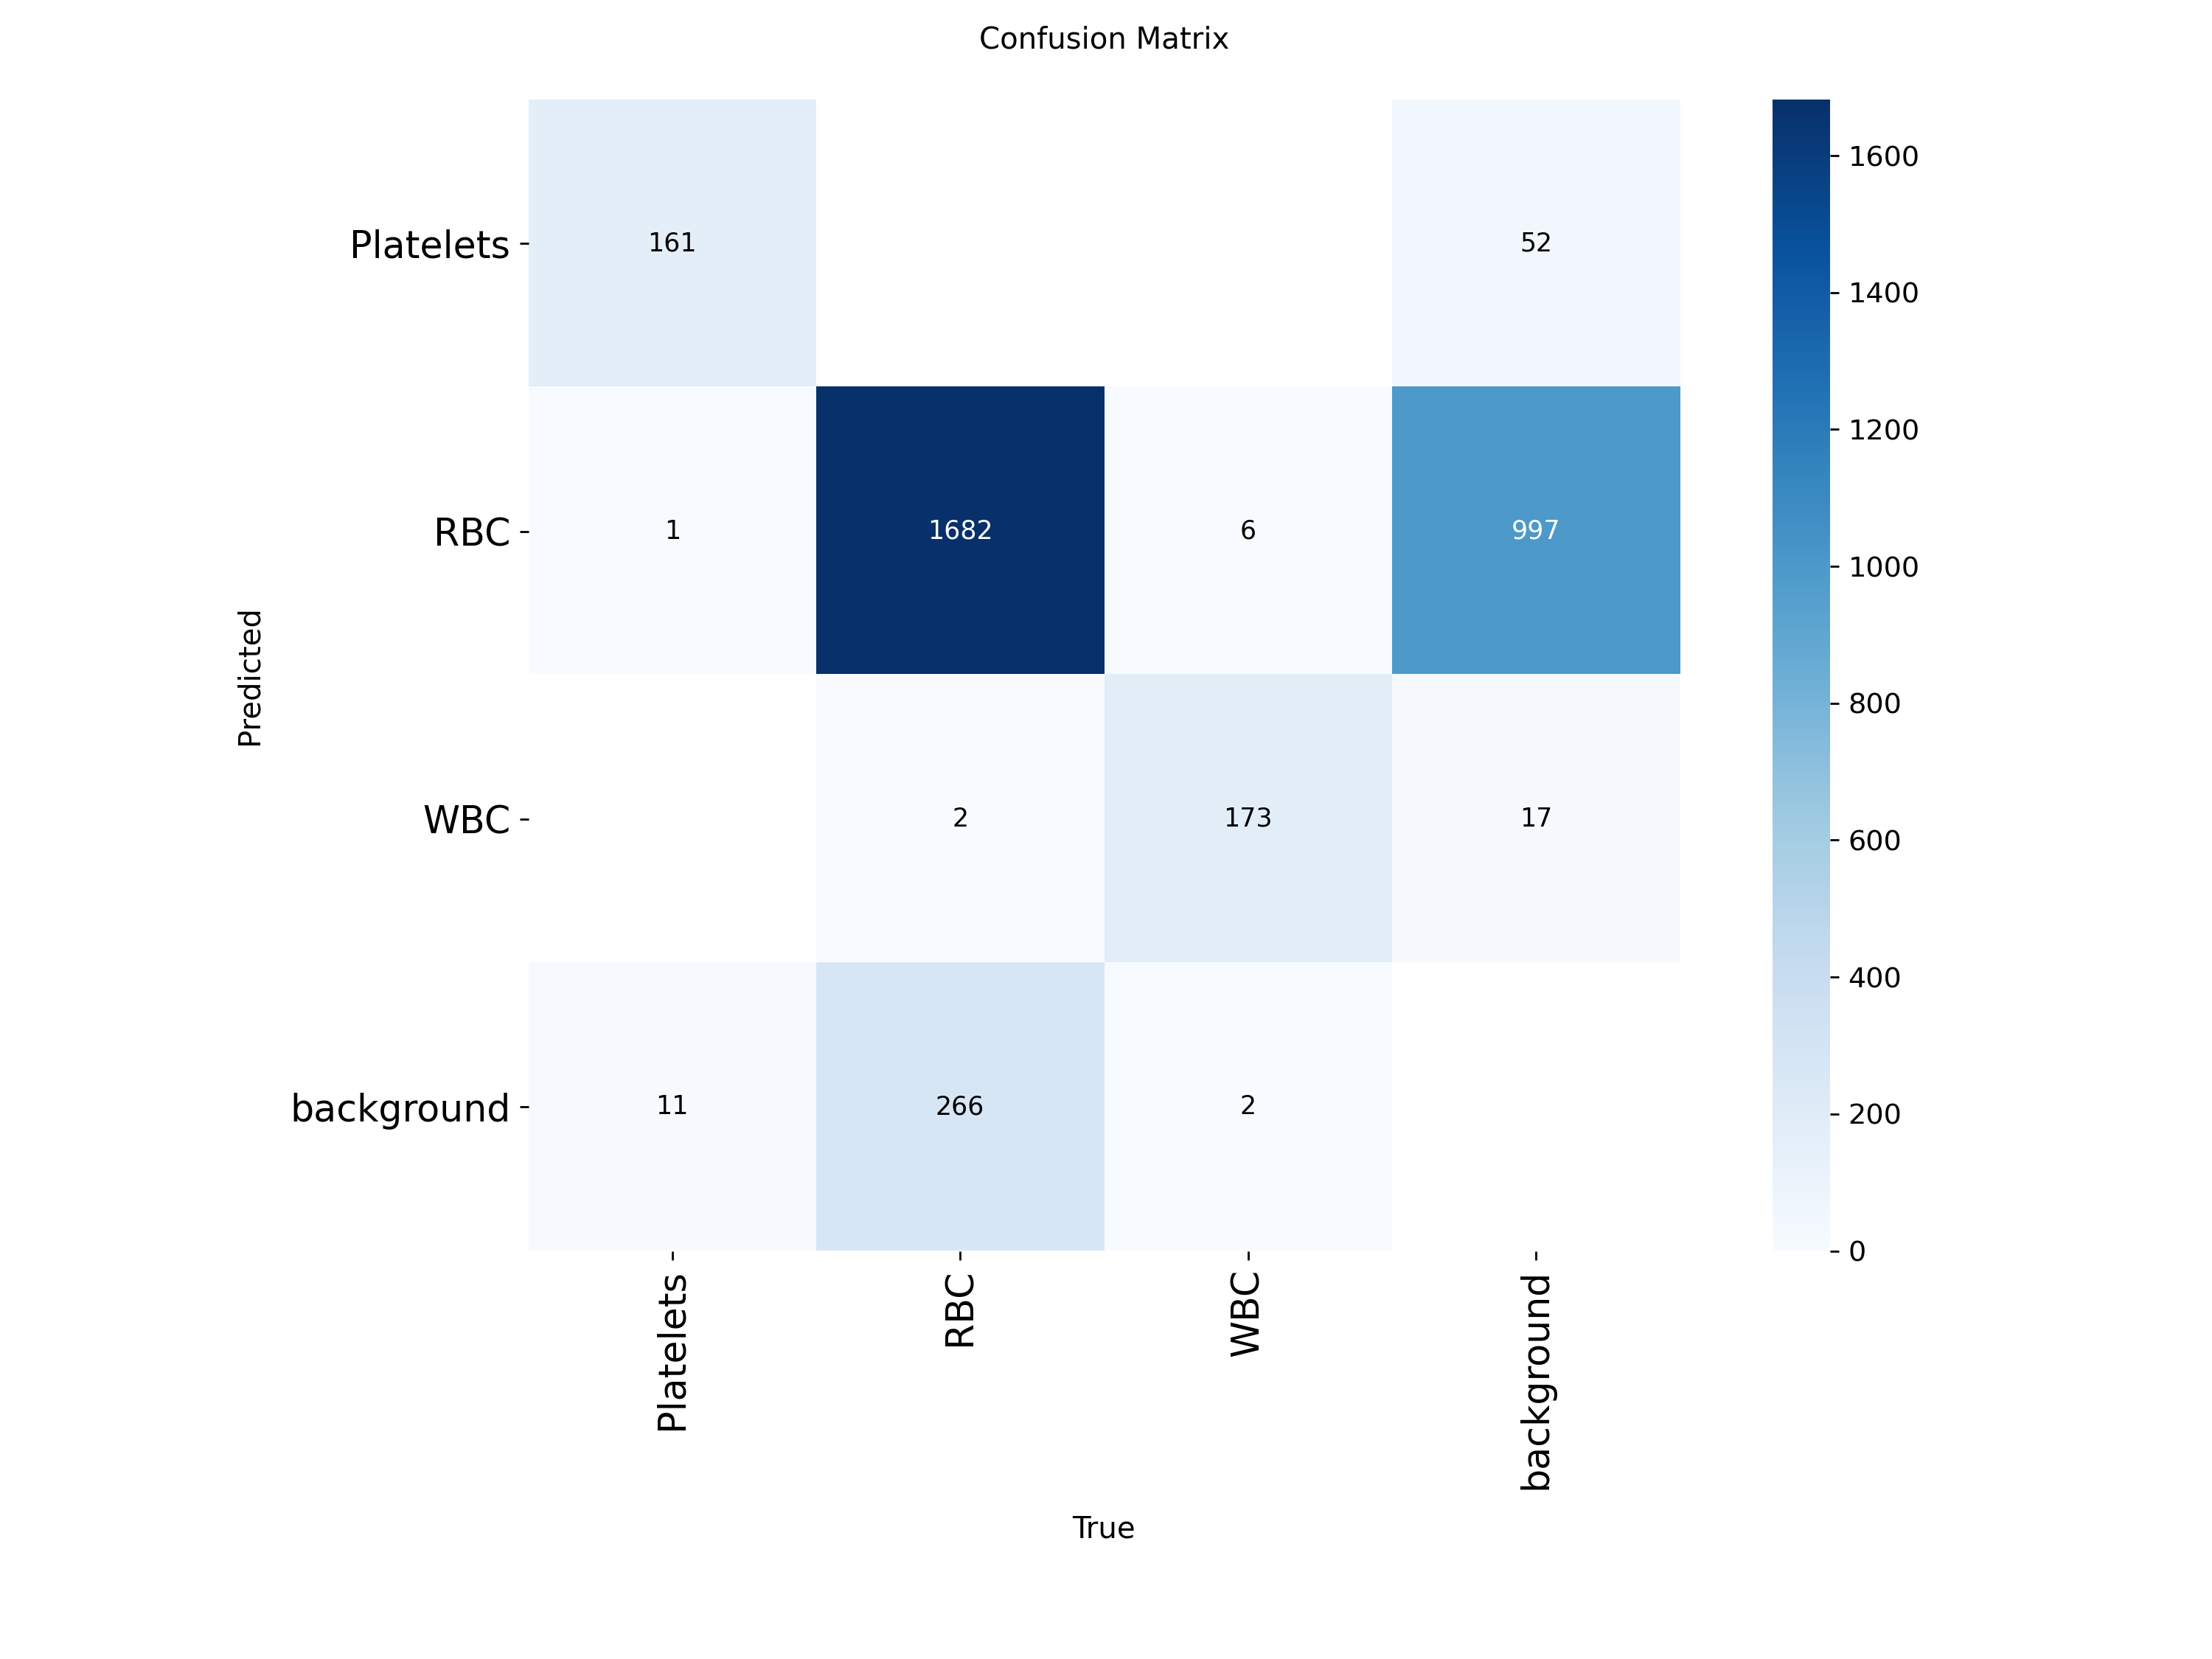 Confusion Matrix
Platelets
161
52
RBC
1
1682
6
997
WBC
2
173
17
background
11
266
2
Predicted
Platelets
RBC
WBC
background
True
1600
1400
1200
1000
800
600
400
200
0